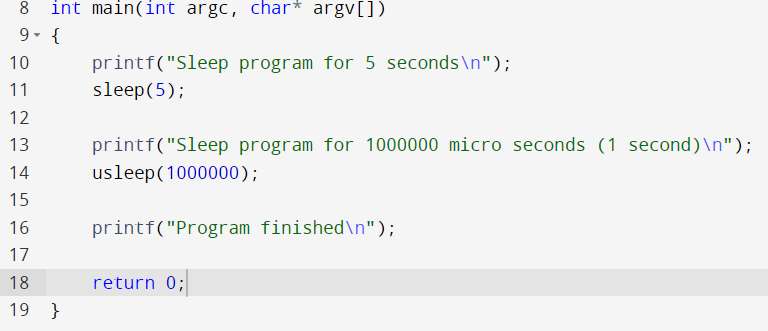 8 int main(int argc, char* argv[])
9 {
10 printf("Sleep program for 5 seconds\n");
11 sleep(5);
12
13 printf("Sleep program for 1000000 micro seconds (1 second)\n");
14 usleep(1000000);
15
16 printf("Program finished\n");
17
18 return 0;
19 }